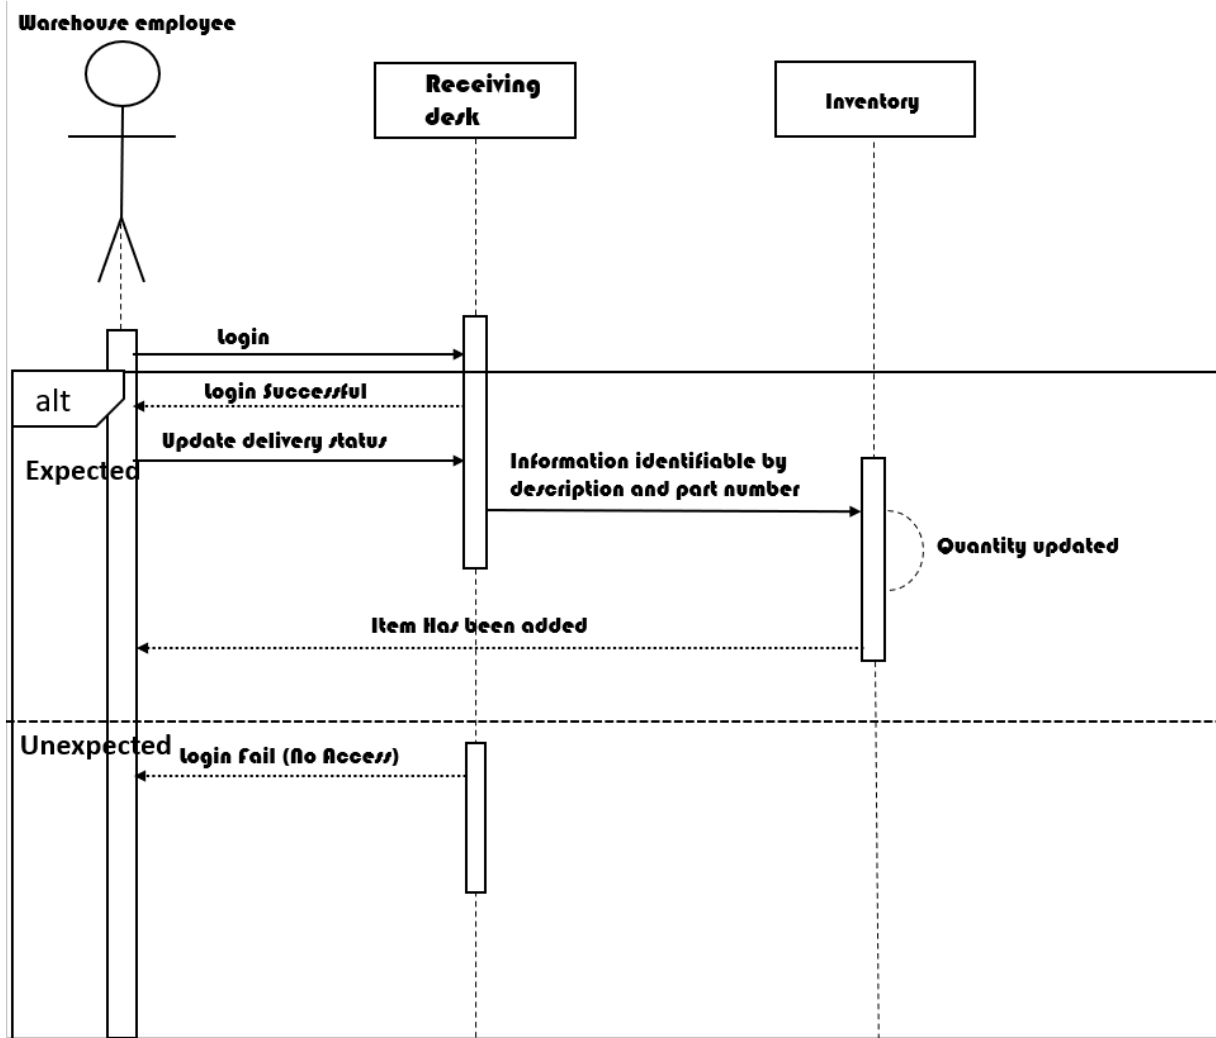 Warehouse employee
Receiving
desk
Inventory
Login
alt
Login Successful
Update delivery status
Expected
Information identifiable by
description and part number
Quantity updated
Item Has been added
Unexpected
Login Fail (No Access)